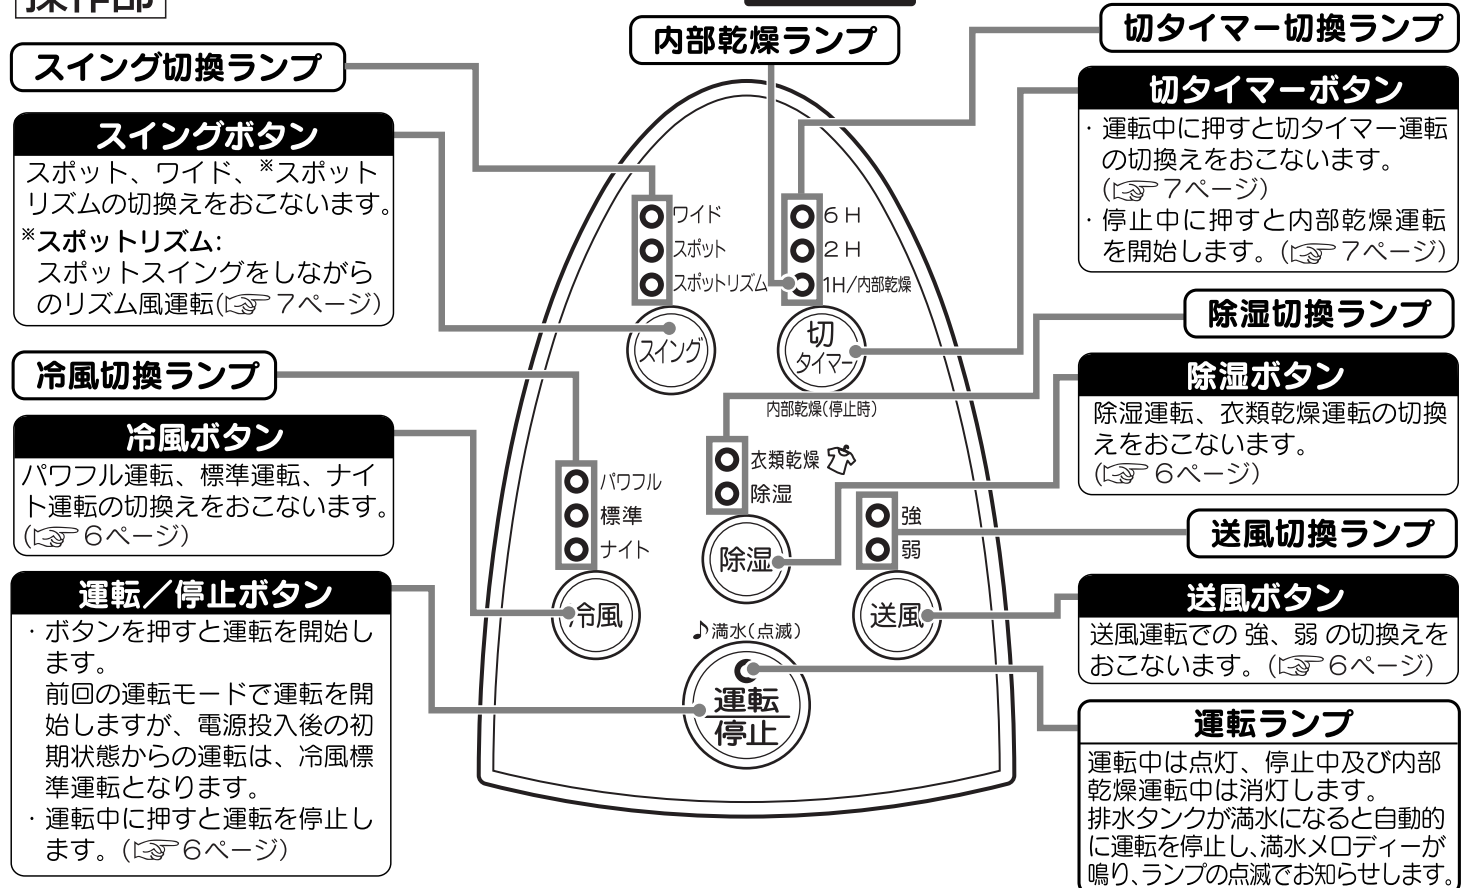 操作部
スイング切換ランプ
スイングボタン
スポット、ワイド、※スポット
リズムの切換えをおこないます。
※スポットリズム:
スポットスイングをしながら
のリズム風運転(☞7ページ)
冷風切換ランプ
冷風ボタン
パワフル運転、標準運転、ナイ
ト運転の切換えをおこないます。
(☞6ページ)
運転／停止ボタン
・ボタンを押すと運転を開始し
ます。
前回の運転モードで運転を開
始しますが、電源投入後の初
期状態からの運転は、冷風標
準運転となります。
・運転中に押すと運転を停止し
ます。(☞6ページ)
内部乾燥ランプ
ワイド
スポット
スポットリズム
スイング
6H
2H
1H/内部乾燥
切
タイマー
内部乾燥(停止時)
パワフル
標準
ナイト
冷風
衣類乾燥
除湿
除湿
強
弱
送風
♪満水(点滅)
運転
停止
切タイマー切換ランプ
切タイマーボタン
・運転中に押すと切タイマー運転
の切換えをおこないます。
(☞7ページ)
・停止中に押すと内部乾燥運転
を開始します。(☞7ページ)
除湿切換ランプ
除湿ボタン
除湿運転、衣類乾燥運転の切換
えをおこないます。
(☞6ページ)
送風切換ランプ
送風ボタン
送風運転での 強、弱 の切換えを
おこないます。(☞6ページ)
運転ランプ
運転中は点灯、停止中及び内部
乾燥運転中は消灯します。
排水タンクが満水になると自動的
に運転を停止し、満水メロディーが
鳴り、ランプの点滅でお知らせします。